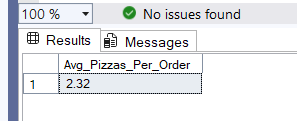 100 %
No issues found
Results
Messages
Avg_Pizzas_Per_Order
1
2.32